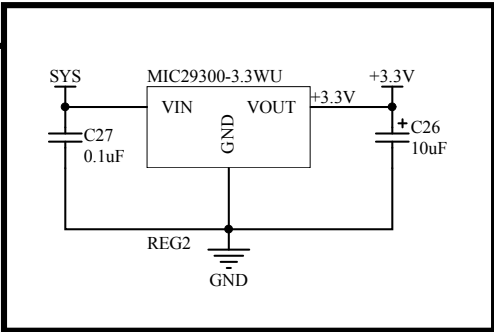 SYS
MIC29300-3.3WU
+3.3V
VIN
VOUT
+3.3V
GND
C27
0.1uF
+
C26
10uF
REG2
GND